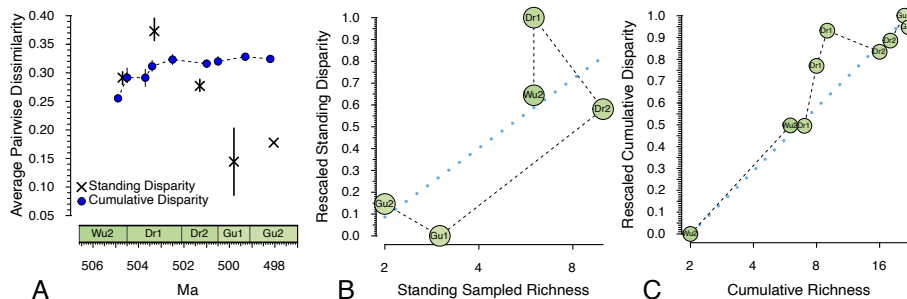 Average Pairwise Dissimilarity
0.40
0.35
0.30
0.25
0.20
0.15
0.10
0.05
Standing Disparity
Cumulative Disparity
Wu2 Dr1 Dr2 Gu1 Gu2
506 504 502 500 498
A
Ma
Rescaled Standing Disparity
1.0
0.9
0.8
0.7
0.6
0.5
0.4
0.3
0.2
0.1
0.0
Dr1
Wu2
Dr2
Gu2
Gu1
2 4 8
B
Standing Sampled Richness
Rescaled Cumulative Disparity
1.0
0.9
0.8
0.7
0.6
0.5
0.4
0.3
0.2
0.1
0.0
Gu1
Gu2
Dr1
Dr2
Dr2
Dr1
Wu2
Dr1
Wu2
2 4 8 16
C
Cumulative Richness